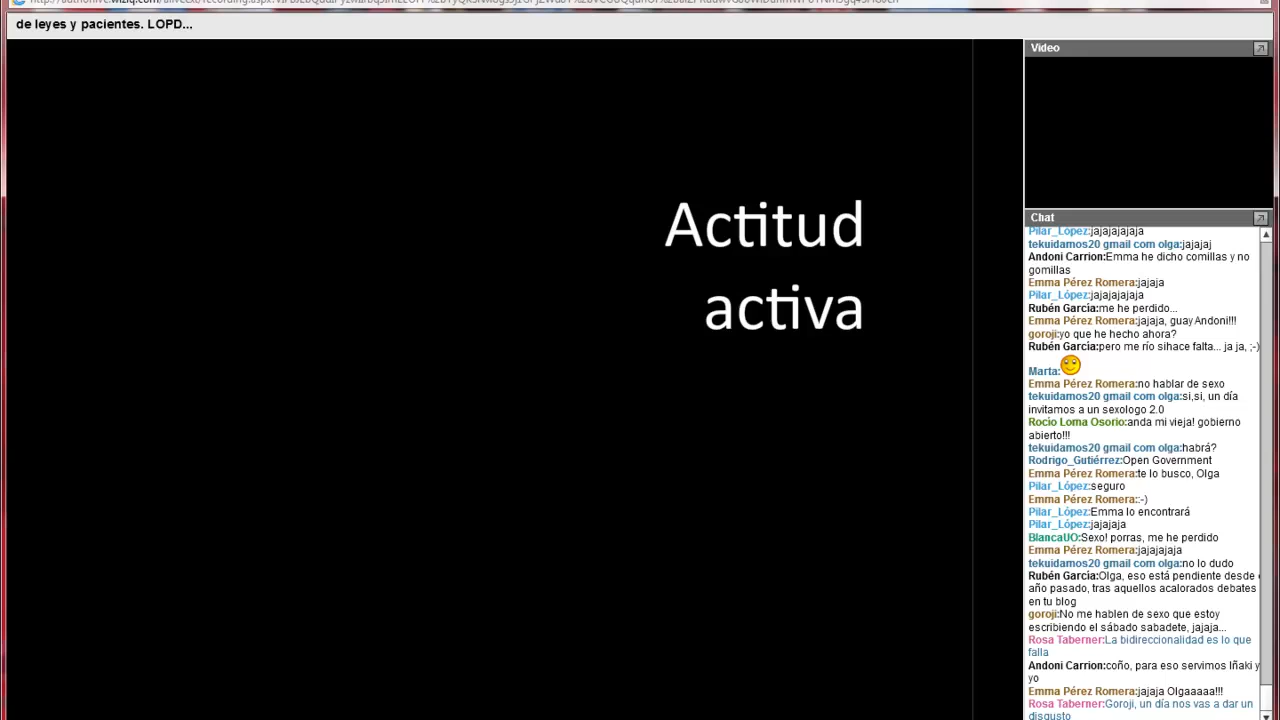 de leyes y pacientes. LOPD...
Actitud
activa
Video
Chat
Pilar_López:jajajajajaja
tekuidamos20 gmail com olga:jajajaj
Andoni Carrion:Emma he dicho comillas y no
gomillas
Emma Pérez Romera:jajaja
Pilar_López:jajajajajaja
Rubén García:me he perdido...
Emma Pérez Romera:jajaja, guay Andoni!!!
goroji:yo que he hecho ahora?
Rubén García:pero me río sihace falta... ja ja, ;-)
Marta:
Emma Pérez Romera:no hablar de sexo
tekuidamos20 gmail com olga:si,si, un día
invitamos a un sexologo 2.0
Rocío Loma Osorio:anda mi vieja! gobierno
abierto!!!
tekuidamos20 gmail com olga:habrá?
Rodrigo_Gutiérrez:Open Government
Emma Pérez Romera:te lo busco, Olga
Pilar_López:seguro
Emma Pérez Romera::-)
Pilar_López:Emma lo encontrará
Pilar_López:jajajaja
BlancaUO:Sexo! porras, me he perdido
Emma Pérez Romera:jajajajaja
tekuidamos20 gmail com olga:no lo dudo
Rubén García:Olga, eso está pendiente desde
año pasado, tras aquellos acalorados debates
en tu blog
goroji:No me hablen de sexo que estoy
escribiendo el sábado sabadete, jajaja...
Rosa Taberner:La bidireccionalidad es lo que
falla
Andoni Carrion:coño, para eso servimos Iñaki y
yo
Emma Pérez Romera:jajaja Olgaaaaa!!!
Rosa Taberner:Goroji, un día nos vas a dar un
disgusto